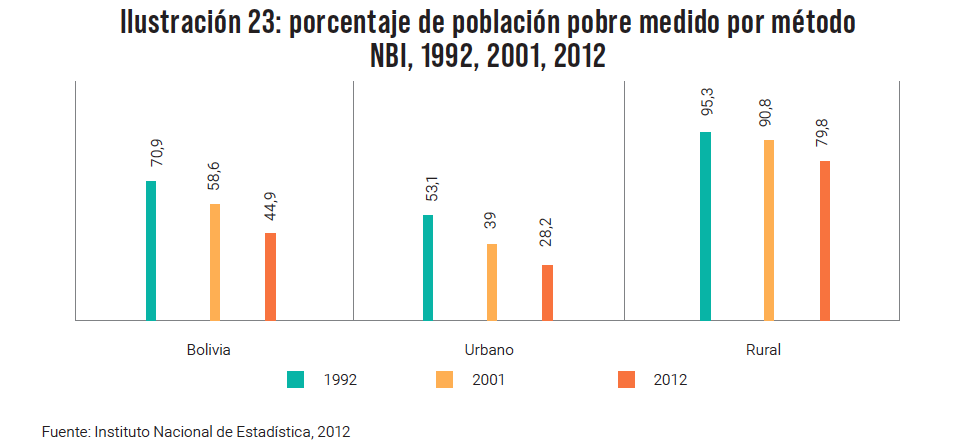 Ilustración 23: porcentaje de población pobre medido por método
NBI, 1992, 2001, 2012
70,9
58,6
44,9
53,1
39
28,2
95,3
90,8
79,8
Bolivia
Urbano
Rural
1992
2001
2012
Fuente: Instituto Nacional de Estadística, 2012